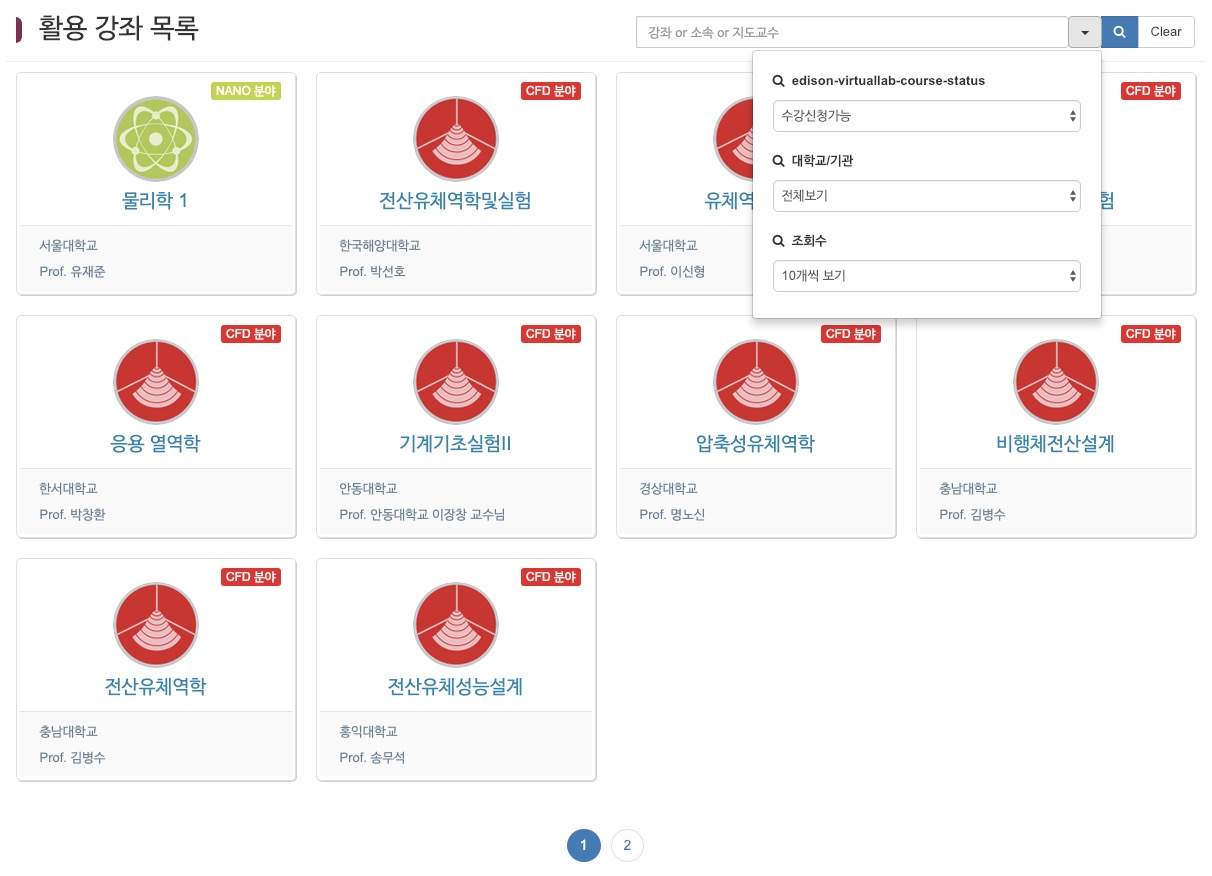 활용 강좌 목록
강좌 or 소속 or 지도교수
Clear
edison-virtuallab-course-status
수강신청가능
대학교/기관
전체보기
조회수
10개씩 보기
NANO 분야
물리학 1
서울대학교
Prof. 유재준
CFD 분야
전산유체역학및실험
한국해양대학교
Prof. 박선호
유체역
서울대학교
Prof. 이신형
CFD 분야
험
CFD 분야
응용 열역학
한서대학교
Prof. 박창환
CFD 분야
기계기초실험II
안동대학교
Prof. 안동대학교 이장창 교수님
CFD 분야
압축성유체역학
경상대학교
Prof. 명노신
CFD 분야
비행체전산설계
충남대학교
Prof. 김병수
CFD 분야
전산유체역학
충남대학교
Prof. 김병수
CFD 분야
전산유체성능설계
홍익대학교
Prof. 송무석
1
2